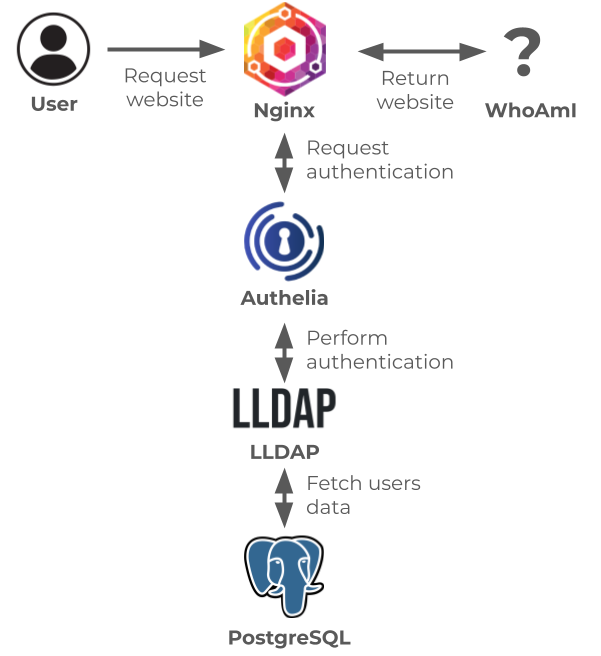 Request
website
User
Nginx
?
Return
website
WhoAmI
Request
authentication
Authelia
Perform
authentication
LLDAP
LLDAP
Fetch users
data
PostgreSQL